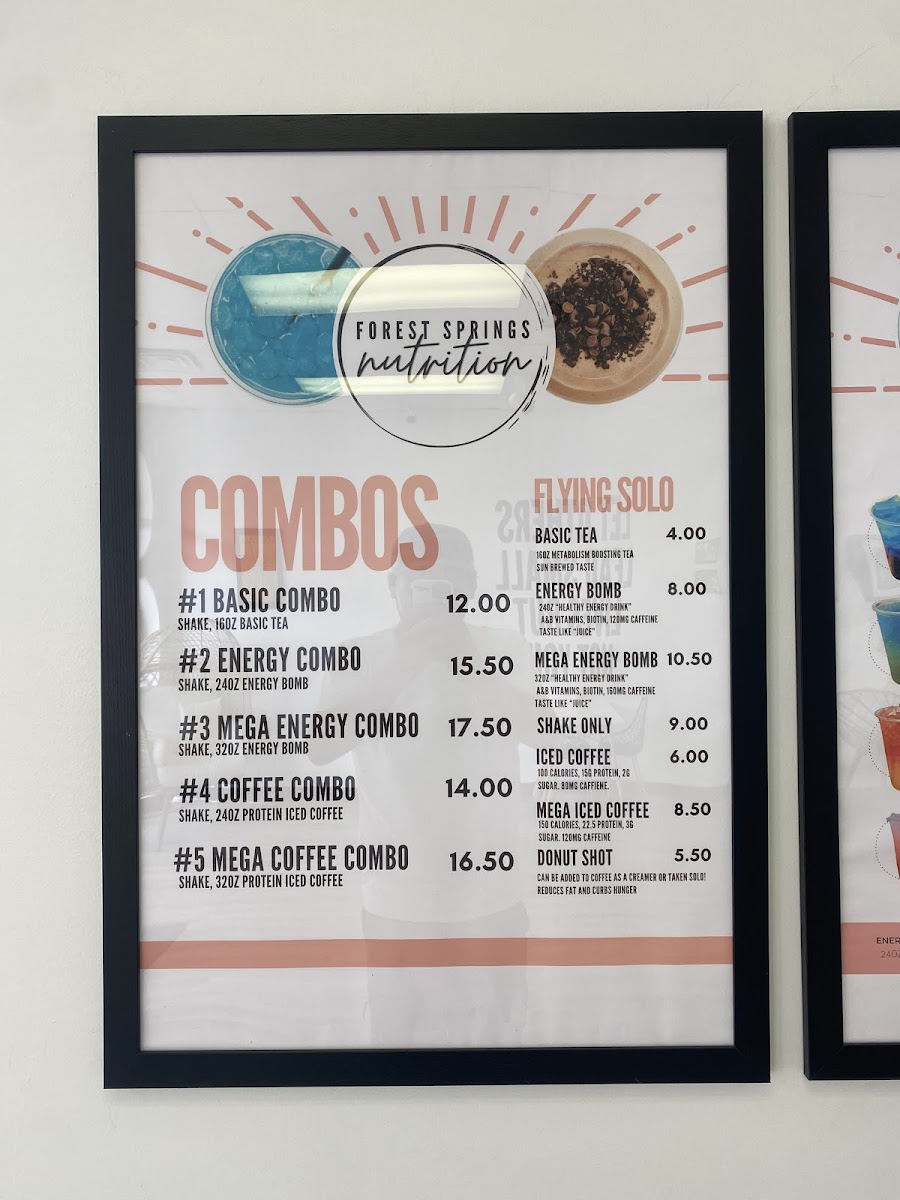 FOREST SPRINGS
nutrition
COMBOS
#1 BASIC COMBO 12.00
SHAKE, 16OZ BASIC TEA
#2 ENERGY COMBO 15.50
SHAKE, 24OZ ENERGY BOMB
#3 MEGA ENERGY COMBO 17.50
SHAKE, 32OZ ENERGY BOMB
#4 COFFEE COMBO 14.00
SHAKE, 24OZ PROTEIN ICED COFFEE
#5 MEGA COFFEE COMBO 16.50
SHAKE, 32OZ PROTEIN ICED COFFEE
FLYING SOLO
BASIC TEA 4.00
16OZ METABOLISM BOOSTING TEA
SUN BREWED TASTE
ENERGY BOMB 8.00
24OZ "HEALTHY ENERGY DRINK"
A&B VITAMINS, BIOTIN, 120MG CAFFEINE
TASTE LIKE "JUICE"
MEGA ENERGY BOMB 10.50
32OZ "HEALTHY ENERGY DRINK"
A&B VITAMINS, BIOTIN, 160MG CAFFEINE
TASTE LIKE "JUICE"
SHAKE ONLY 9.00
ICED COFFEE 6.00
100 CALORIES, 15G PROTEIN, 2G
SUGAR. 80MG CAFFIENE.
MEGA ICED COFFEE 8.50
150 CALORIES, 22.5 PROTEIN, 3G
SUGAR. 120MG CAFFEINE
DONUT SHOT 5.50
CAN BE ADDED TO COFFEE AS A CREAMER OR TAKEN SOLO!
REDUCES FAT AND CURBS HUNGER
ENER
24OZ